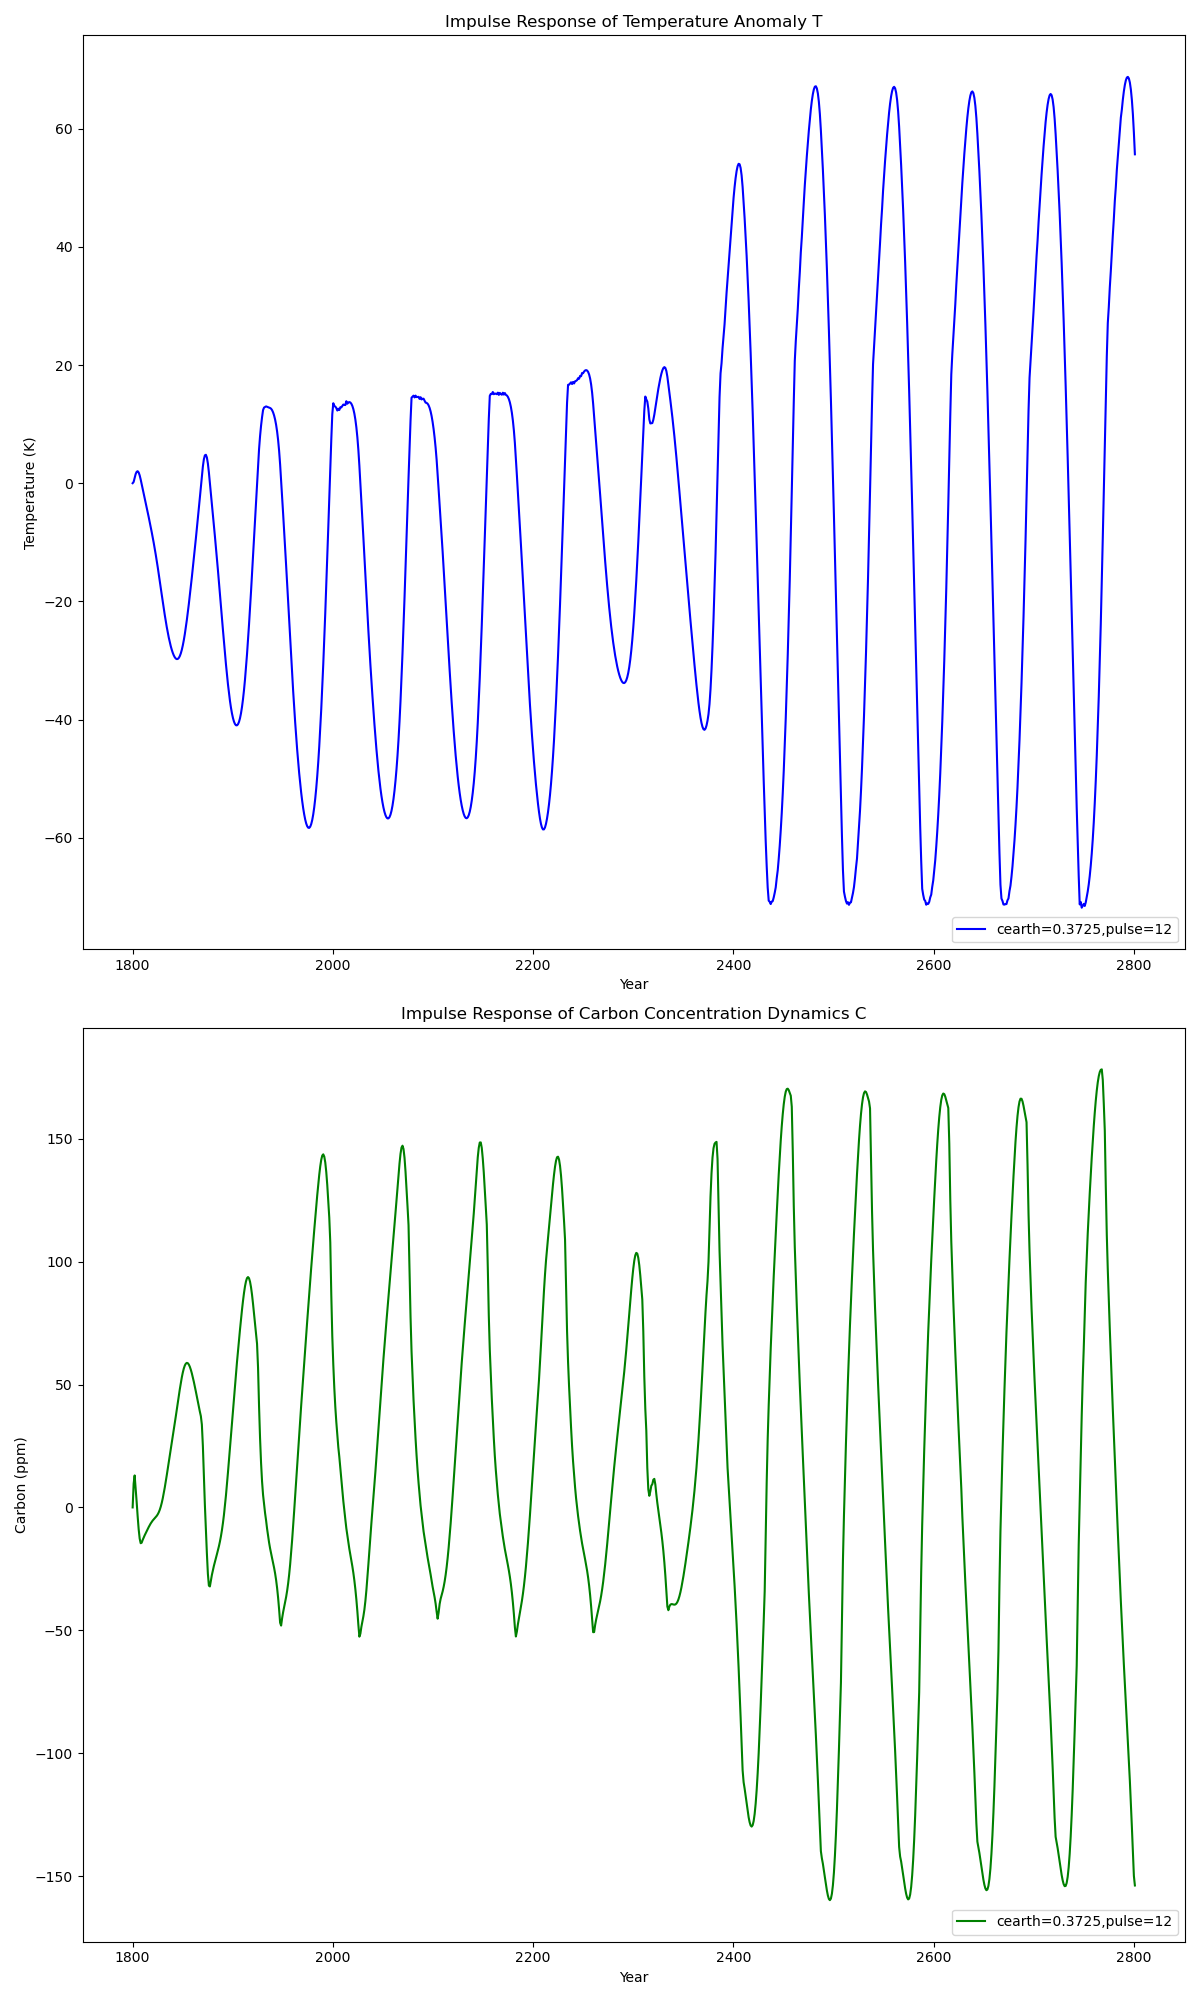 Impulse Response of Temperature Anomaly T
Temperature (K)
60
40
20
0
−20
−40
−60
cearth=0.3725,pulse=12
1800 2000 2200 2400 2600 2800
Year
Impulse Response of Carbon Concentration Dynamics C
Carbon (ppm)
150
100
50
0
−50
−100
−150
cearth=0.3725,pulse=12
1800 2000 2200 2400 2600 2800
Year